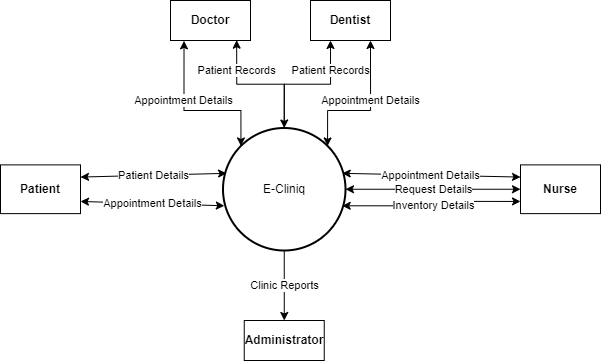 Doctor
Dentist
Patient Records
Patient Records
Appointment Details
Appointment Details
Patient
Patient Details
Appointment Details
E-Cliniq
Appointment Details
Request Details
Inventory Details
Nurse
Clinic Reports
Administrator